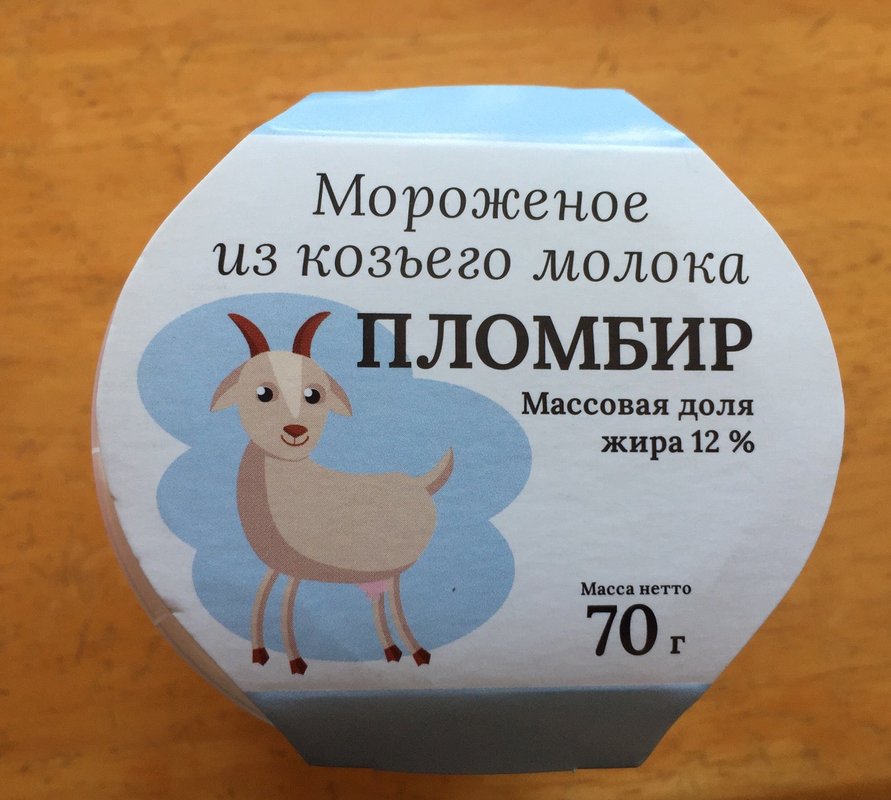 Мороженое
из козьего молока
ПЛОМБИР
Массовая доля
жира 12 %
Масса нетто
70 г